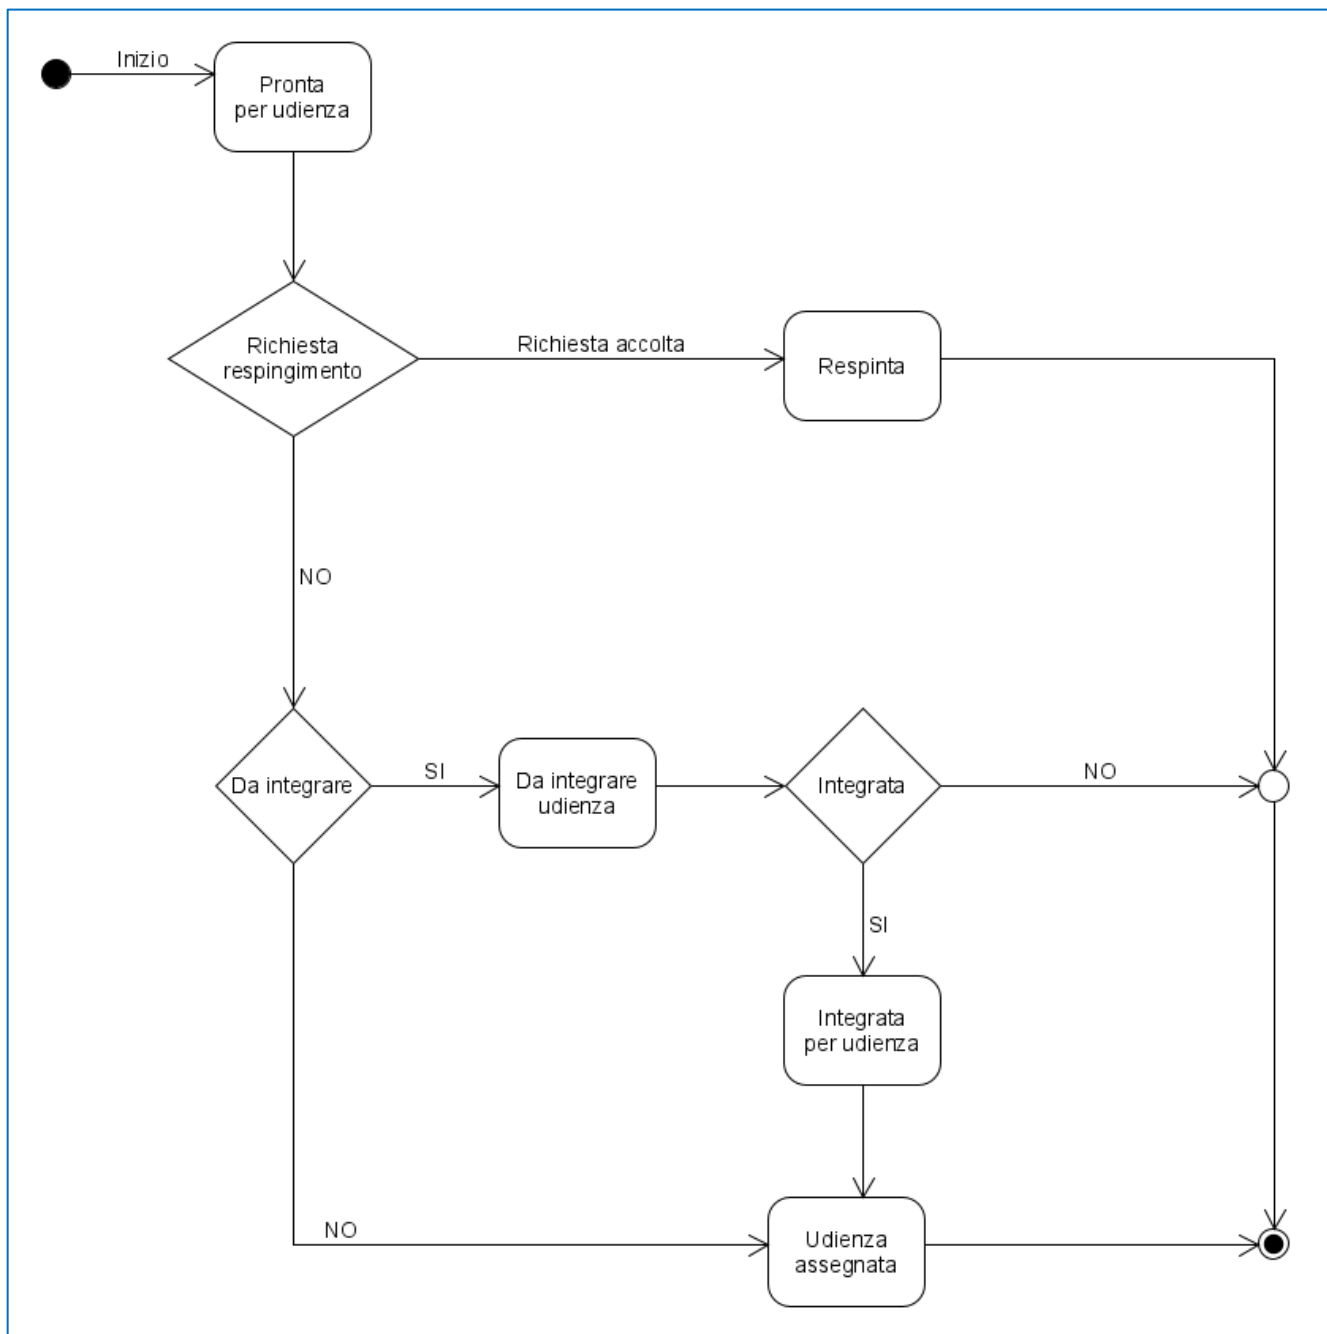 Inizio
Pronta
per udienza
Richiesta
respingimento
Richiesta accolta
Respinta
NO
Da integrare
SI
Da integrare
udienza
Integrata
NO
SI
Integrata
per udienza
NO
Udienza
assegnata